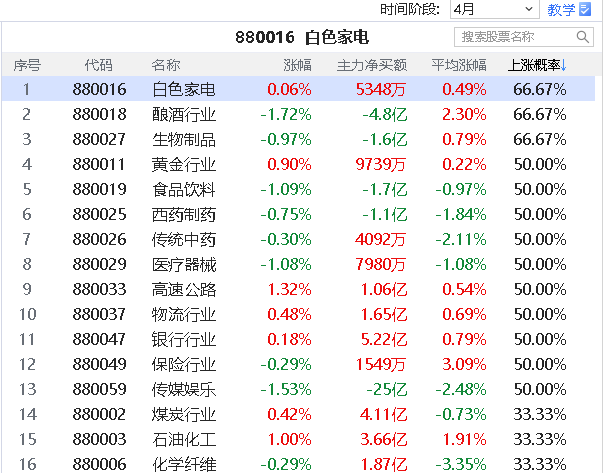 时间阶段: 4月 教学
880016 白色家电 搜索股票名称
序号 代码 名称 涨幅 主力净买额 平均涨幅 上涨概率↓
1 880016 白色家电 0.06% 5348万 0.49% 66.67%
2 880018 酿酒行业 -1.72% -4.8亿 2.30% 66.67%
3 880027 生物制品 -0.97% -1.6亿 0.79% 66.67%
4 880011 黄金行业 0.90% 9739万 0.22% 50.00%
5 880019 食品饮料 -1.09% -1.7亿 -0.97% 50.00%
6 880025 西药制药 -0.75% -1.1亿 -1.84% 50.00%
7 880026 传统中药 -0.30% 4092万 -2.11% 50.00%
8 880029 医疗器械 -1.08% 7980万 -1.08% 50.00%
9 880033 高速公路 1.32% 1.06亿 0.54% 50.00%
10 880037 物流行业 0.48% 1.65亿 0.69% 50.00%
11 880047 银行行业 0.18% 5.22亿 0.79% 50.00%
12 880049 保险行业 -0.29% 1549万 3.09% 50.00%
13 880059 传媒娱乐 -1.53% -25亿 -2.48% 50.00%
14 880002 煤炭行业 0.42% 4.11亿 -0.73% 33.33%
15 880003 石油化工 1.00% 3.66亿 1.91% 33.33%
16 880006 化学纤维 -0.29% 1.87亿 -3.35% 33.33%